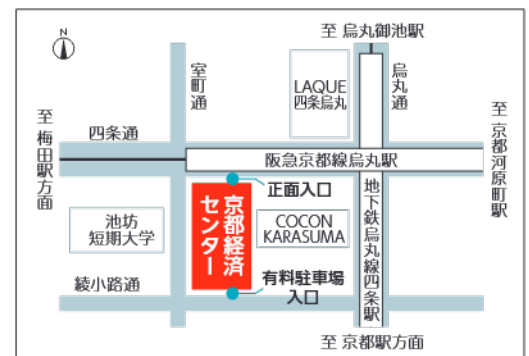 N
至 烏丸御池駅
室町通
LAQUE
四条烏丸
烏丸通
至 梅田駅方面
四条通
至 京都河原町駅
阪急京都線烏丸駅
正面入口
池坊
短期大学
京都経済
センター
COCON
KARASUMA
地下鉄烏丸線四条駅
綾小路通
有料駐車場
入口
至 京都駅方面